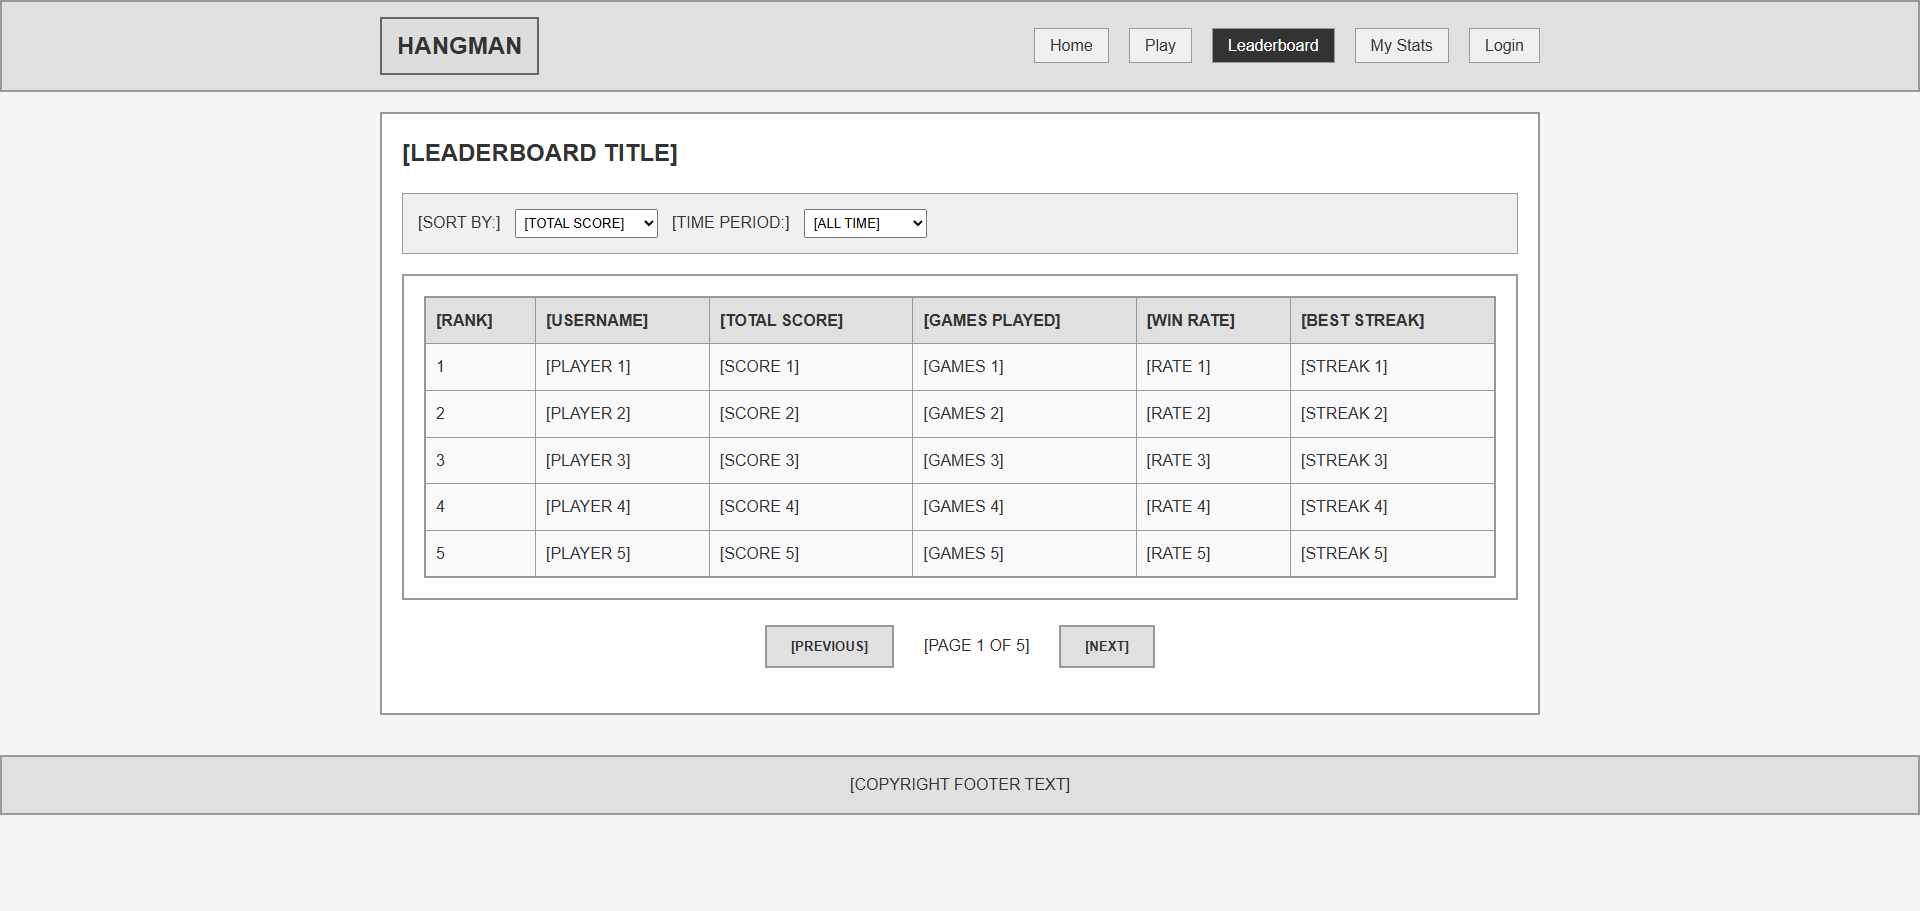 HANGMAN Home Play Leaderboard My Stats Login
[LEADERBOARD TITLE]
[SORT BY:] [TOTAL SCORE] [TIME PERIOD:] [ALL TIME]
[RANK] [USERNAME] [TOTAL SCORE] [GAMES PLAYED] [WIN RATE] [BEST STREAK]
1 [PLAYER 1] [SCORE 1] [GAMES 1] [RATE 1] [STREAK 1]
2 [PLAYER 2] [SCORE 2] [GAMES 2] [RATE 2] [STREAK 2]
3 [PLAYER 3] [SCORE 3] [GAMES 3] [RATE 3] [STREAK 3]
4 [PLAYER 4] [SCORE 4] [GAMES 4] [RATE 4] [STREAK 4]
5 [PLAYER 5] [SCORE 5] [GAMES 5] [RATE 5] [STREAK 5]
[PREVIOUS] [PAGE 1 OF 5] [NEXT]
[COPYRIGHT FOOTER TEXT]